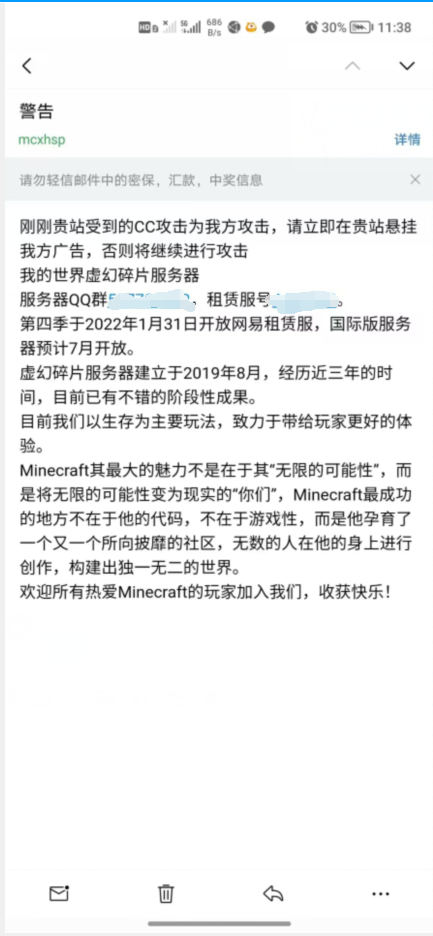 HD 2 5G 686 B/s 30% 11:38
警告
mcxhsp
详情
请勿轻信邮件中的密保，汇款，中奖信息
刚刚贵站受到的CC攻击为我方攻击，请立即在贵站悬挂
我方广告，否则将继续进行攻击
我的世界虚幻碎片服务器
服务器QQ群，租赁服号。
第四季于2022年1月31日开放网易租赁服，国际版服务
器预计7月开放。
虚幻碎片服务器建立于2019年8月，经历近三年的时
间，目前已有不错的阶段性成果。
目前我们以生存为主要玩法，致力于带给玩家更好的体
验。
Minecraft其最大的魅力不是在于其“无限的可能性”，而
是将无限的可能性变为现实的“你们”，Minecraft最成功
的地方不在于他的代码，不在于游戏性，而是他孕育了
一个又一个所向披靡的社区，无数的人在他的身上进行
创作，构建出独一无二的世界。
欢迎所有热爱Minecraft的玩家加入我们，收获快乐！